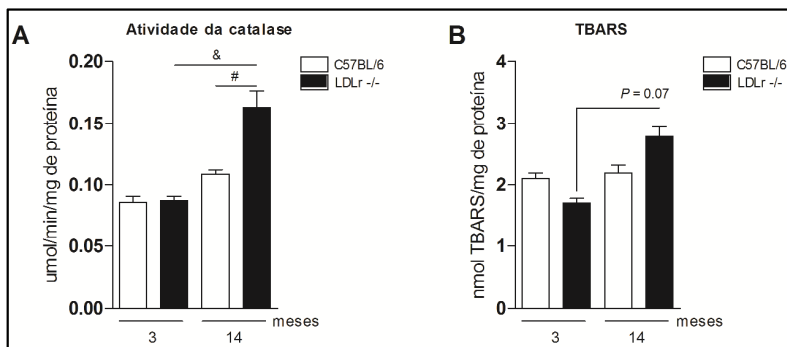 A
Atividade da catalase
umol/min/mg de proteína
0.20
0.15
0.10
0.05
0.00
&
#
C57BL/6
LDLr -/-
3
14
meses
B
TBARS
nmol TBARS/mg de proteína
4
3
2
1
0
P = 0.07
C57BL/6
LDLr -/-
3
14
meses